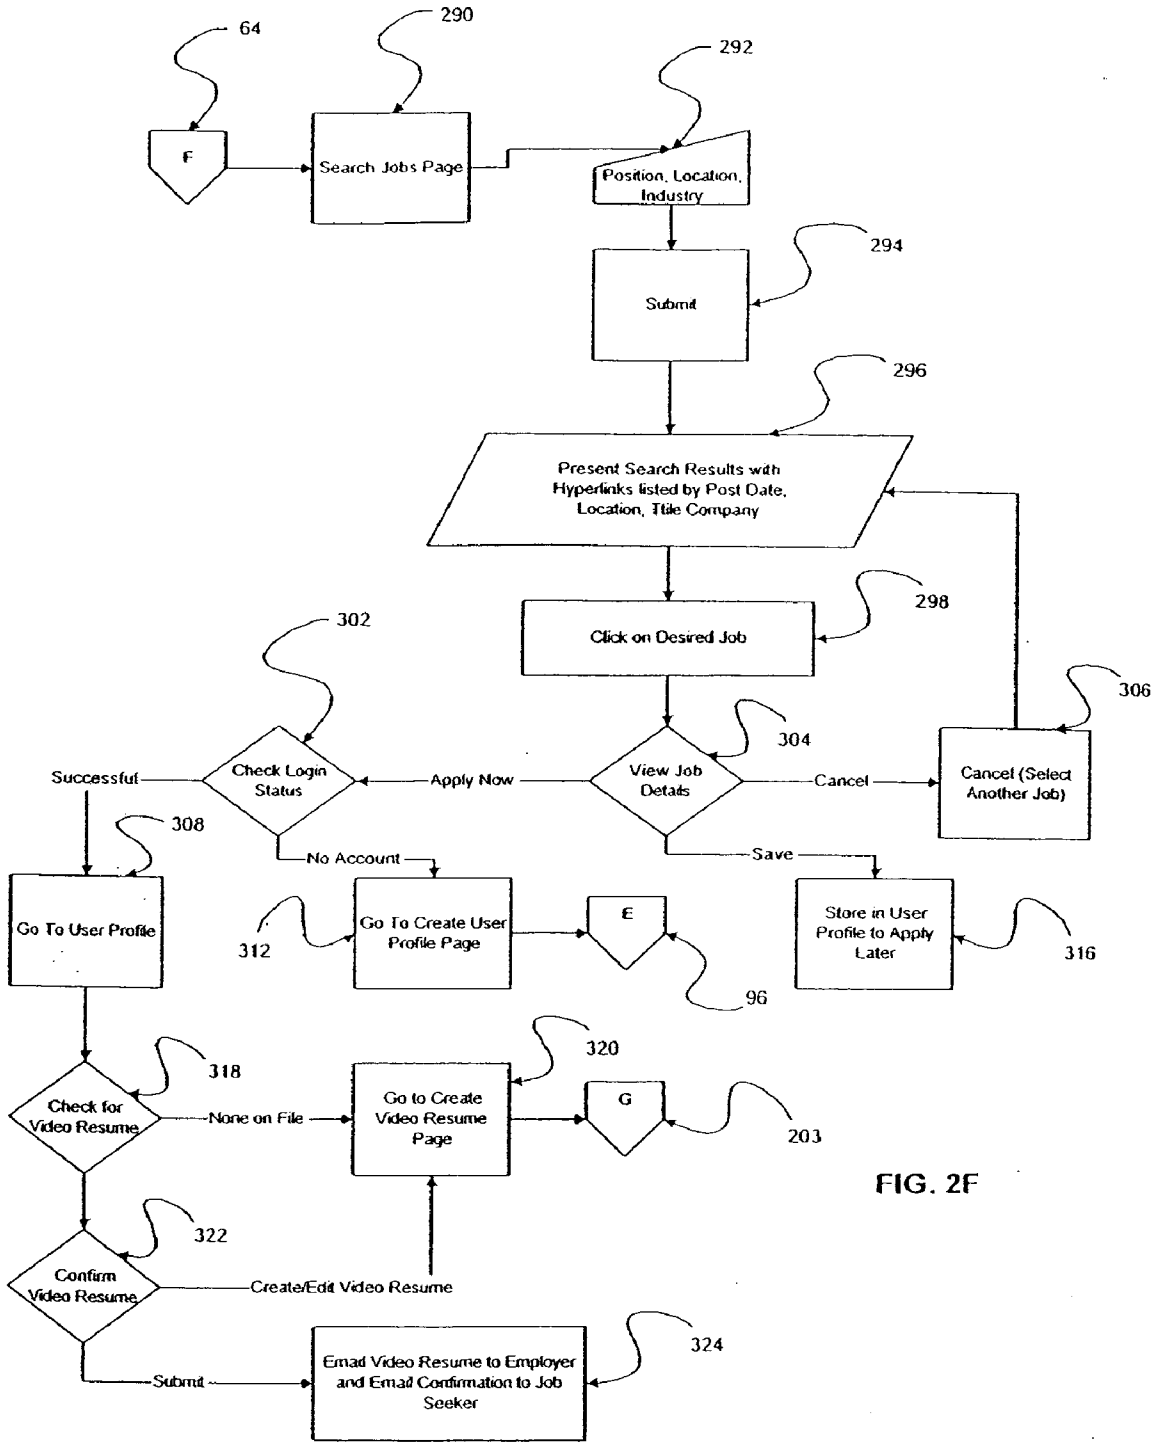 290
64
292
F
Search Jobs Page
Position, Location,
Industry
294
Submit
296
Present Search Results with
Hyperlinks listed by Post Date,
Location, Ttile Company
298
Click on Desired Job
302
306
304
Check Login
Status
View Job
Details
Cancel (Select
Another Job)
Successful
Apply Now
Cancel
308
No Account
Save
Go To User Profile
312
Go To Create User
Profile Page
E
96
Store in User
Profile to Apply
Later
316
318
320
Check for
Video Resume
None on File
Go to Create
Video Resume
Page
G
203
FIG. 2F
322
Confirm
Video Resume
Create/Edit Video Resume
324
Submit
Email Video Resume to Employer
and Email Confirmation to Job
Seeker